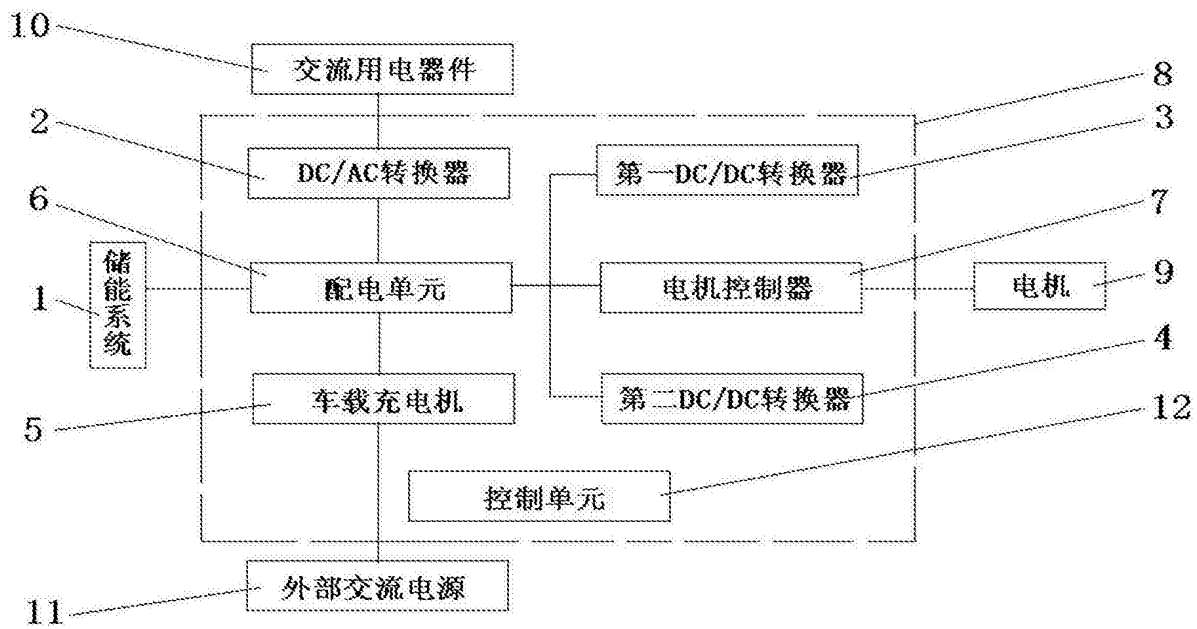 10
交流用电器件
8
2
DC/AC转换器
第一DC/DC转换器
3
6
储能系统
1
配电单元
电机控制器
7
电机
9
车载充电机
5
第二DC/DC转换器
4
控制单元
12
外部交流电源
11